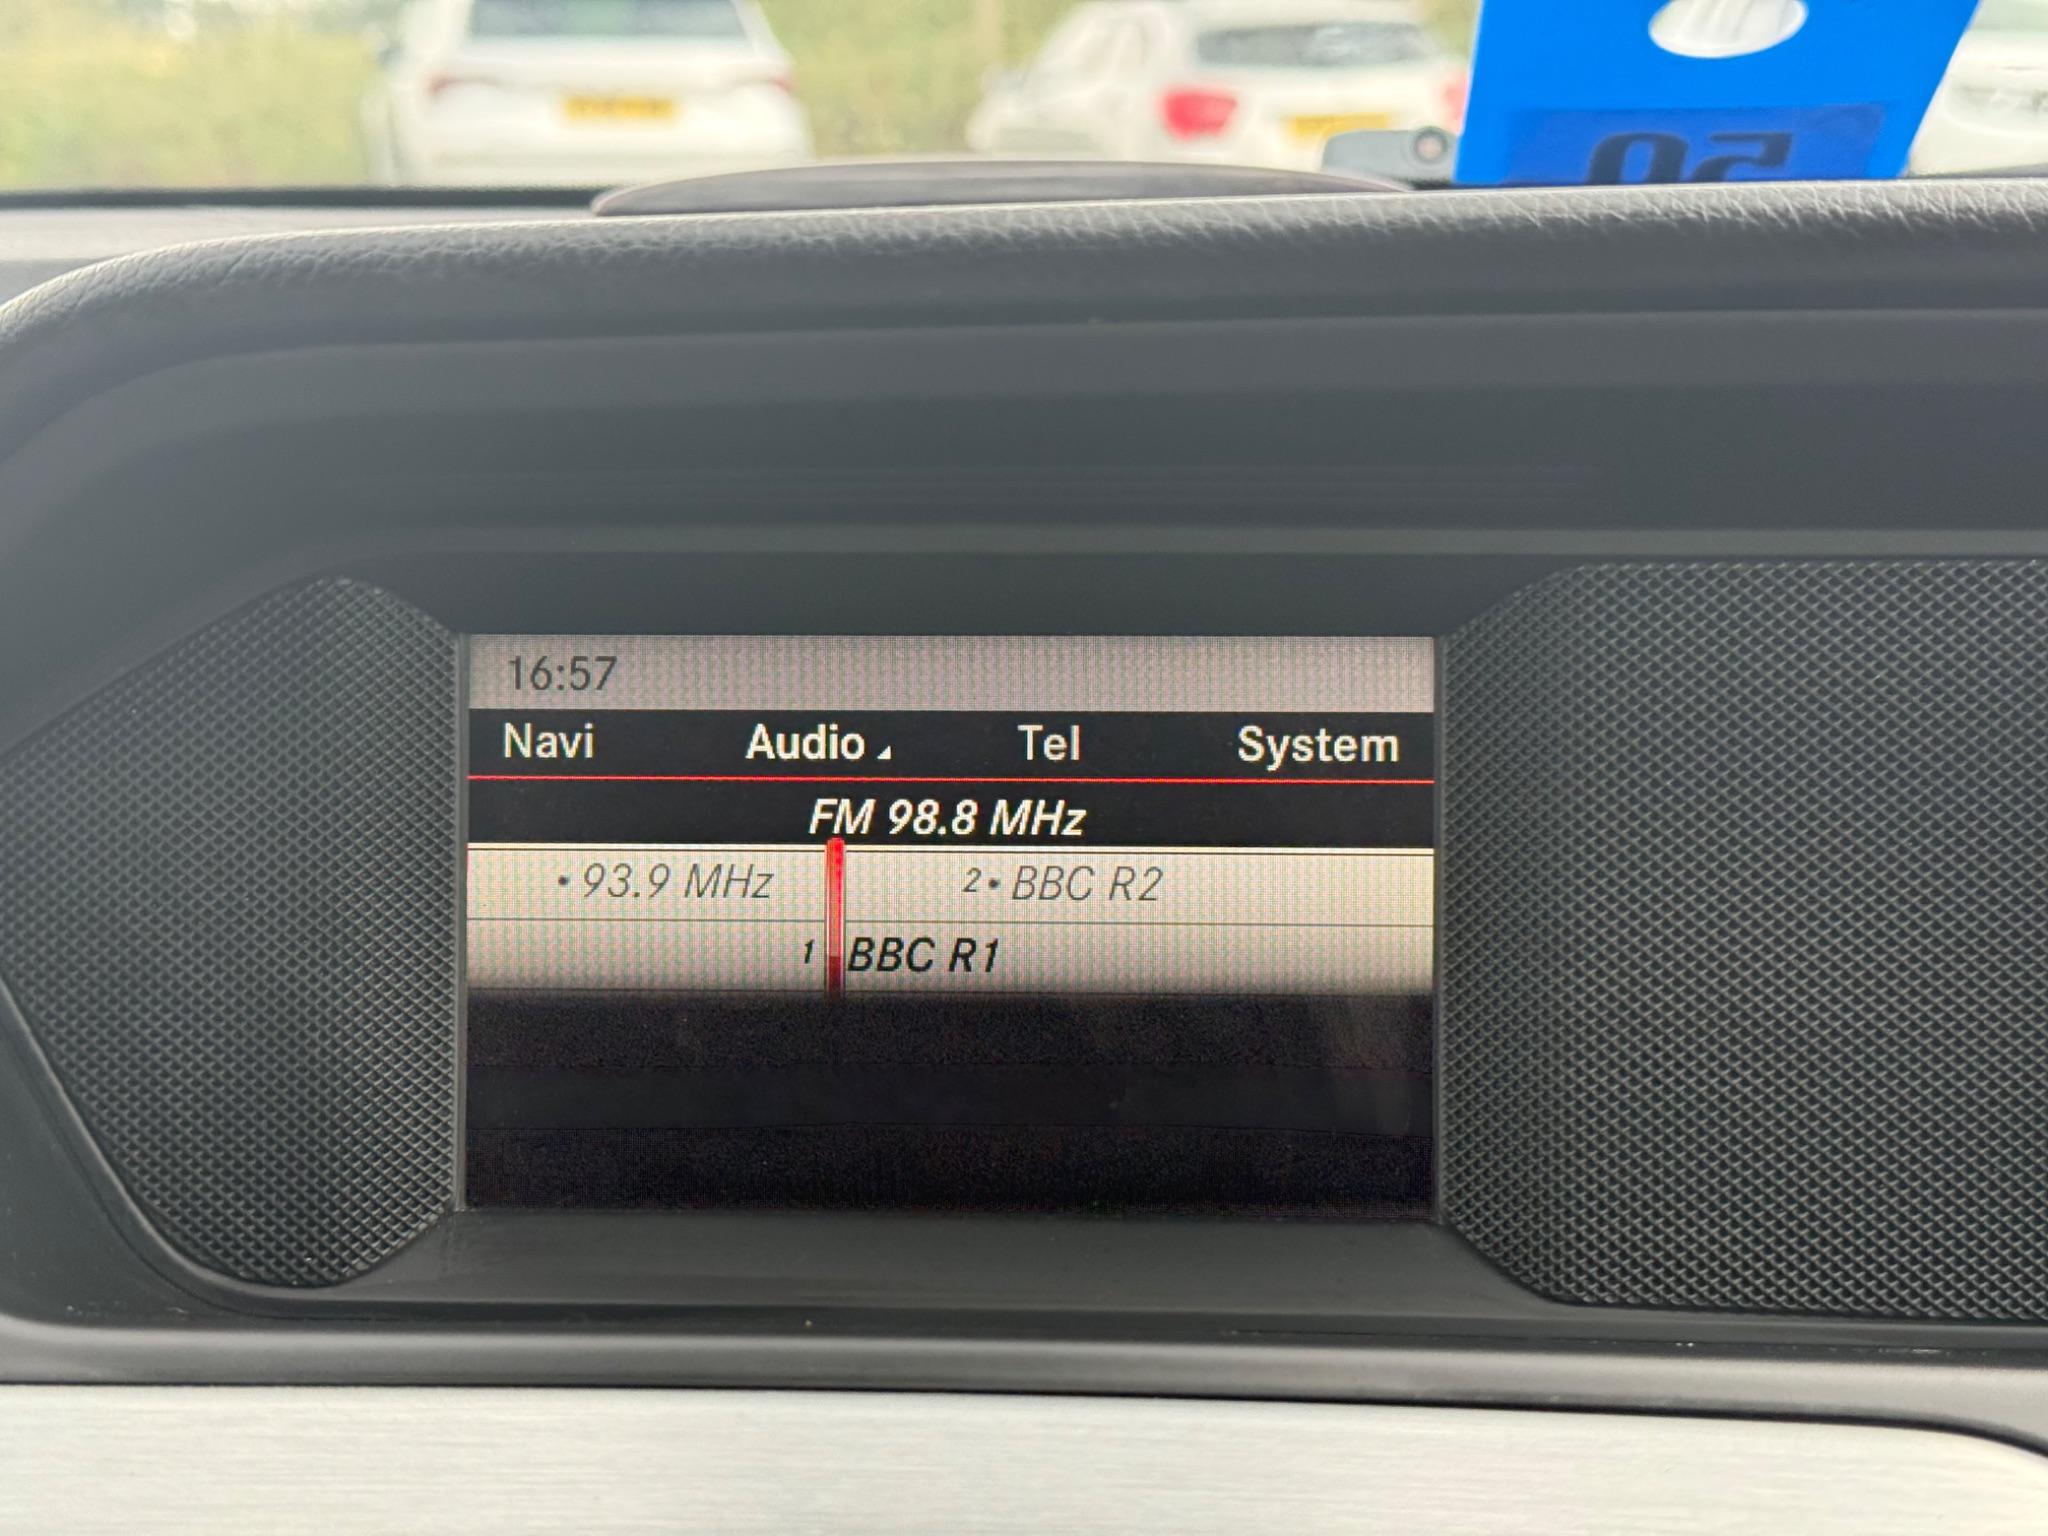 50
16:57
Navi Audio Tel System
FM 98.8 MHz
•93.9 MHz 2• BBC R2
1 BBC R1